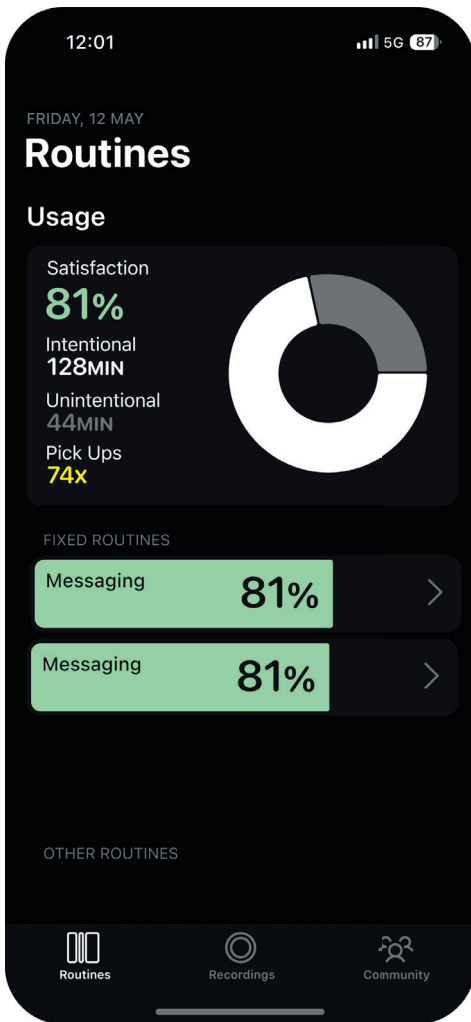 12:01 5G 87
FRIDAY, 12 MAY
Routines
Usage
Satisfaction
81%
Intentional
128MIN
Unintentional
44MIN
Pick Ups
74x
FIXED ROUTINES
Messaging 81%
Messaging 81%
OTHER ROUTINES
Routines Recordings Community